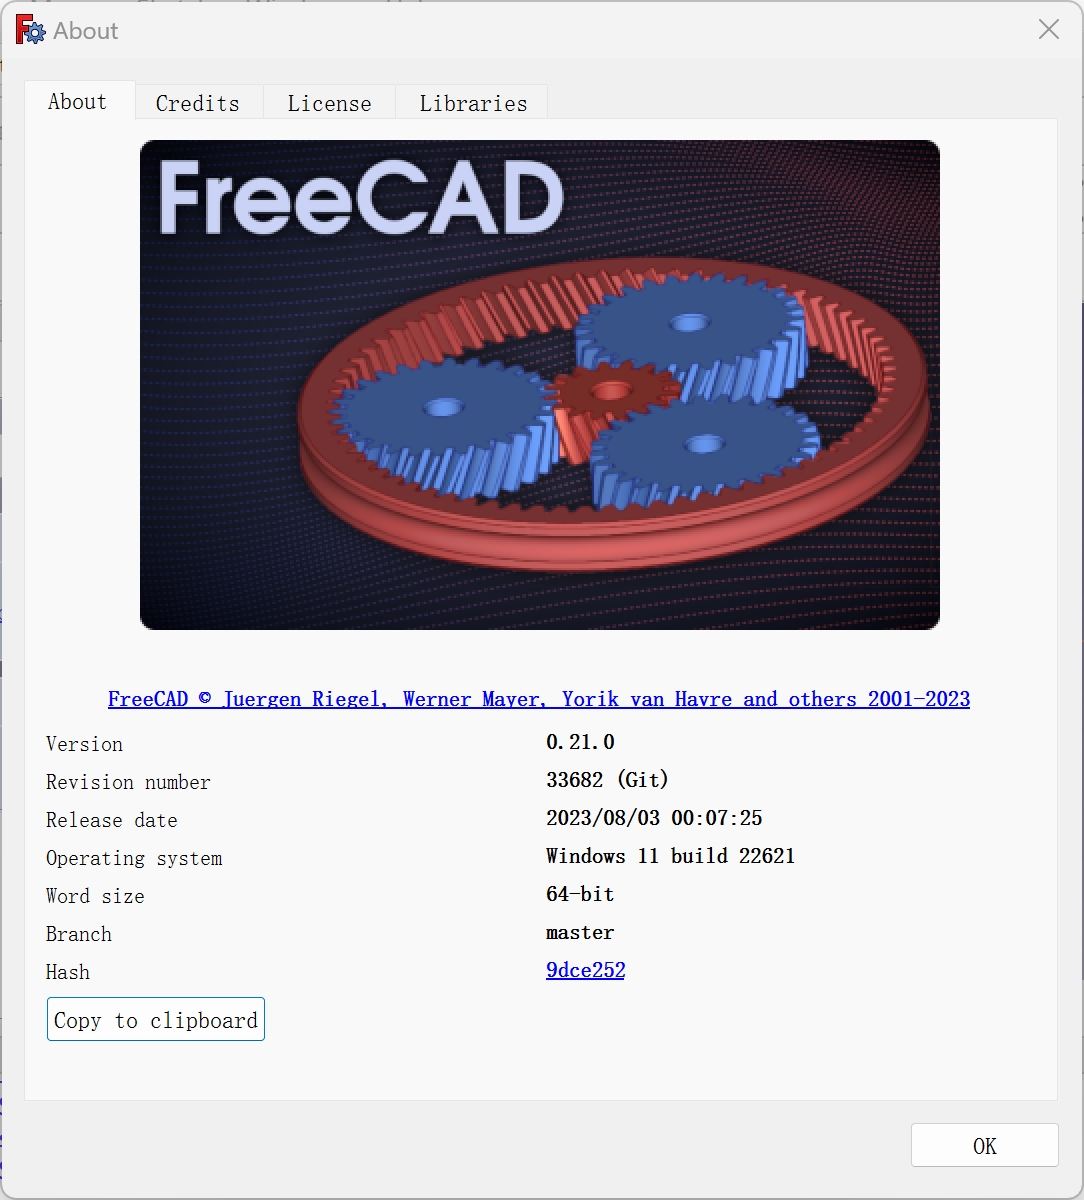 About
About
Credits
License
Libraries
FreeCAD
FreeCAD © Juergen Riegel, Werner Mayer, Yorik van Havre and others 2001-2023
Version 0.21.0
Revision number 33682 (Git)
Release date 2023/08/03 00:07:25
Operating system Windows 11 build 22621
Word size 64-bit
Branch master
Hash 9dce252
Copy to clipboard
OK